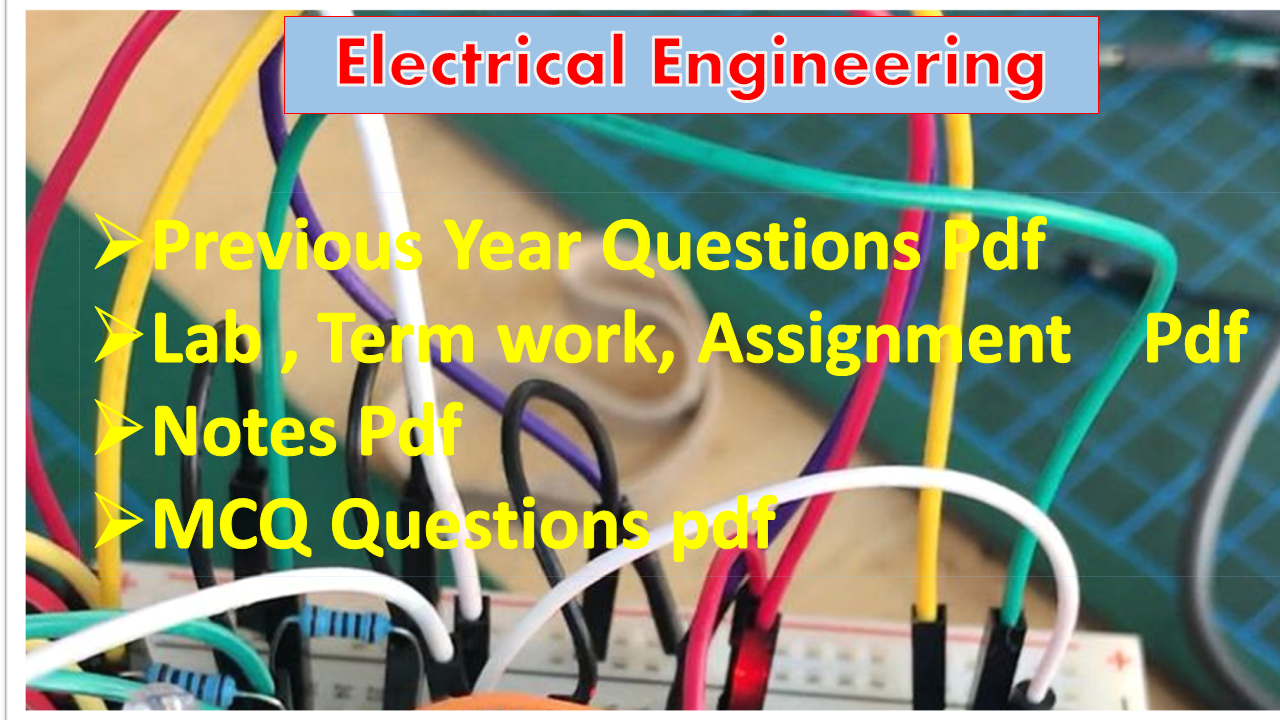 Electrical Engineering
➢Previous Year Questions Pdf
➢Lab , Term work, Assignment Pdf
➢Notes Pdf
➢MCQ Questions pdf